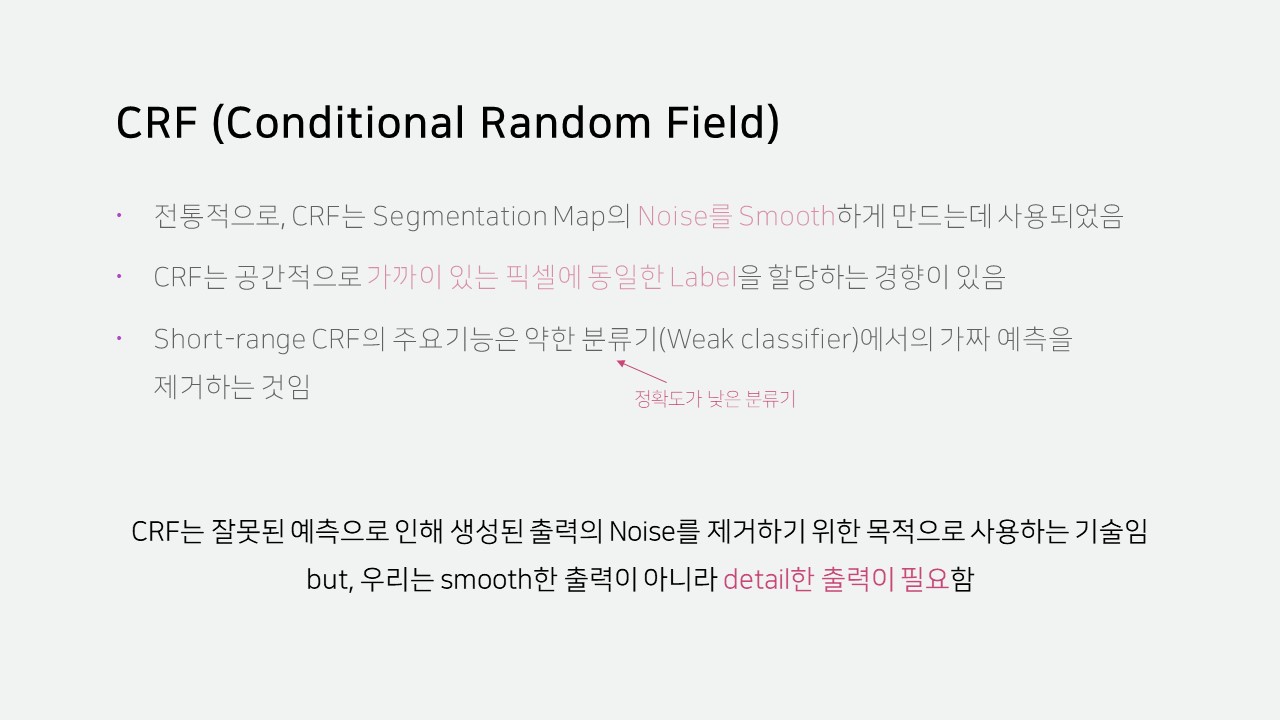 CRF (Conditional Random Field)
• 전통적으로, CRF는 Segmentation Map의 Noise를 Smooth하게 만드는데 사용되었음
• CRF는 공간적으로 가까이 있는 픽셀에 동일한 Label을 할당하는 경향이 있음
• Short-range CRF의 주요기능은 약한 분류기(Weak classifier)에서의 가짜 예측을
제거하는 것임
정확도가 낮은 분류기
CRF는 잘못된 예측으로 인해 생성된 출력의 Noise를 제거하기 위한 목적으로 사용하는 기술임
but, 우리는 smooth한 출력이 아니라 detail한 출력이 필요함